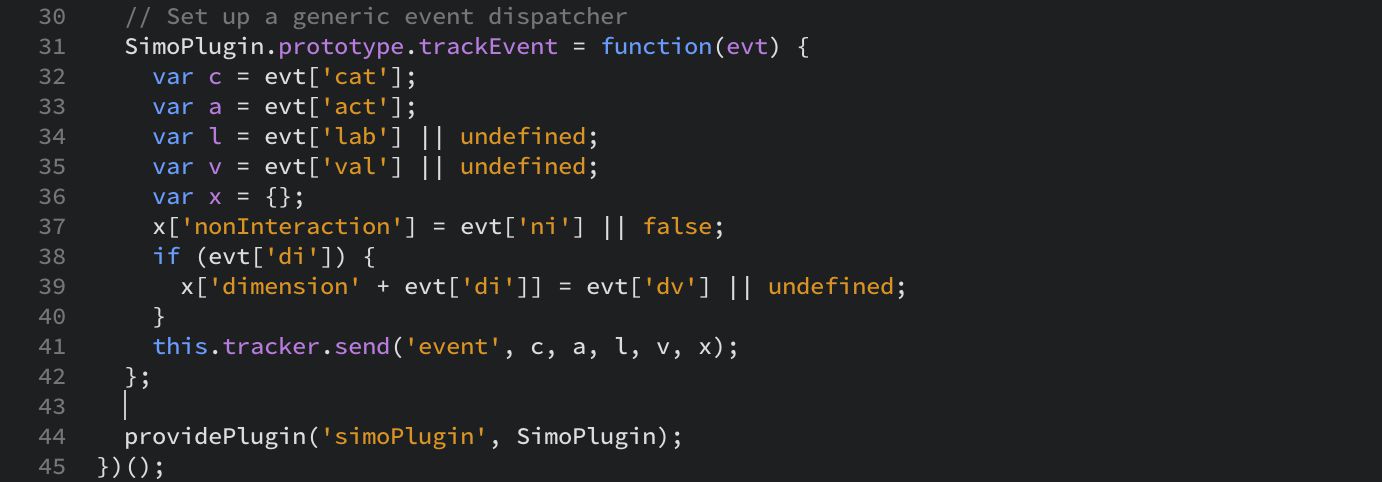 30 // Set up a generic event dispatcher
31 SimoPlugin.prototype.trackEvent = function(evt) {
32 var c = evt['cat'];
33 var a = evt['act'];
34 var l = evt['lab'] || undefined;
35 var v = evt['val'] || undefined;
36 var x = {};
37 x['nonInteraction'] = evt['ni'] || false;
38 if (evt['di']) {
39 x['dimension' + evt['di']] = evt['dv'] || undefined;
40 }
41 this.tracker.send('event', c, a, l, v, x);
42 };
43
44 providePlugin('simoPlugin', SimoPlugin);
45 })();